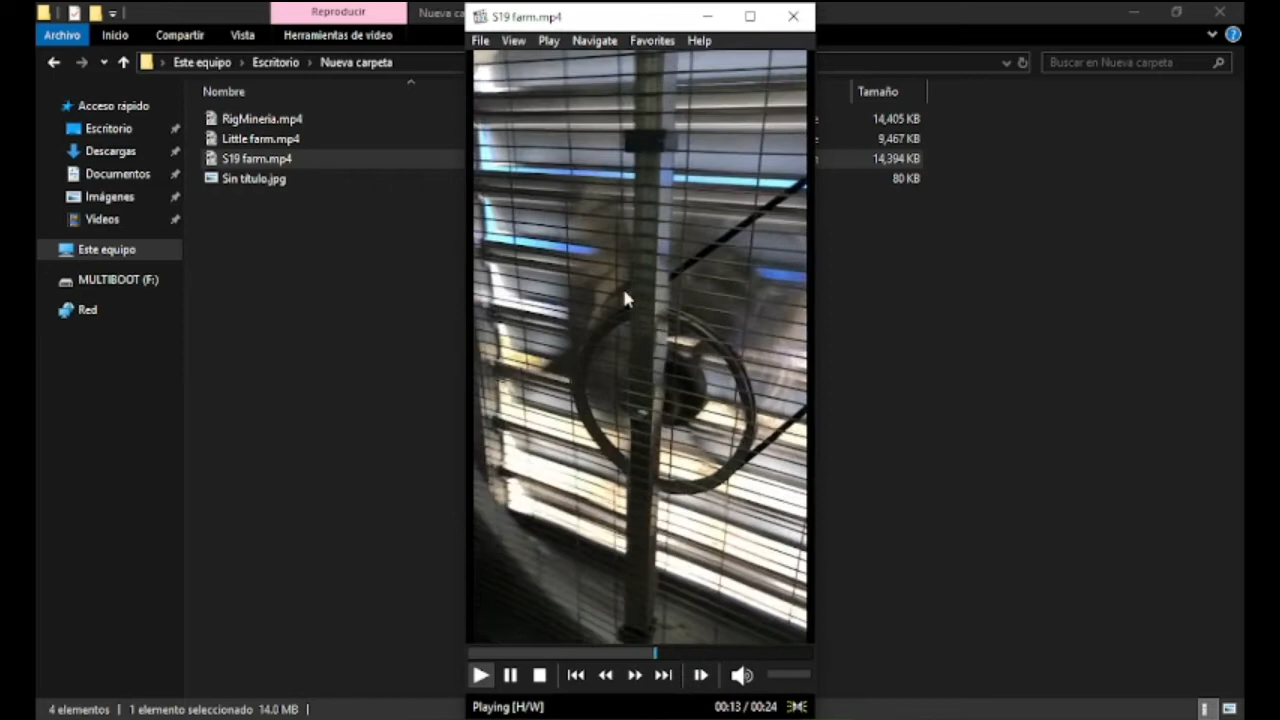 Reproducir
Nueva ca
S19 farm.mp4
Archivo
Inicio
Compartir
Vista
Herramientas de video
File
View
Play
Navigate
Favorites
Help
Este equipo
Escritorio
Nueva carpeta
Buscar en Nueva carpeta
Nombre
Tamaño
Acceso rápido
Escritorio
Descargas
Documentos
Imágenes
Videos
Este equipo
MULTIBOOT (F:)
Red
RigMineria.mp4
14,405 KB
Little farm.mp4
9,467 KB
S19 farm.mp4
14,394 KB
Sin título.jpg
80 KB
Playing [H/W]
00:13 / 00:24
4 elementos
1 elemento seleccionado 14.0 MB